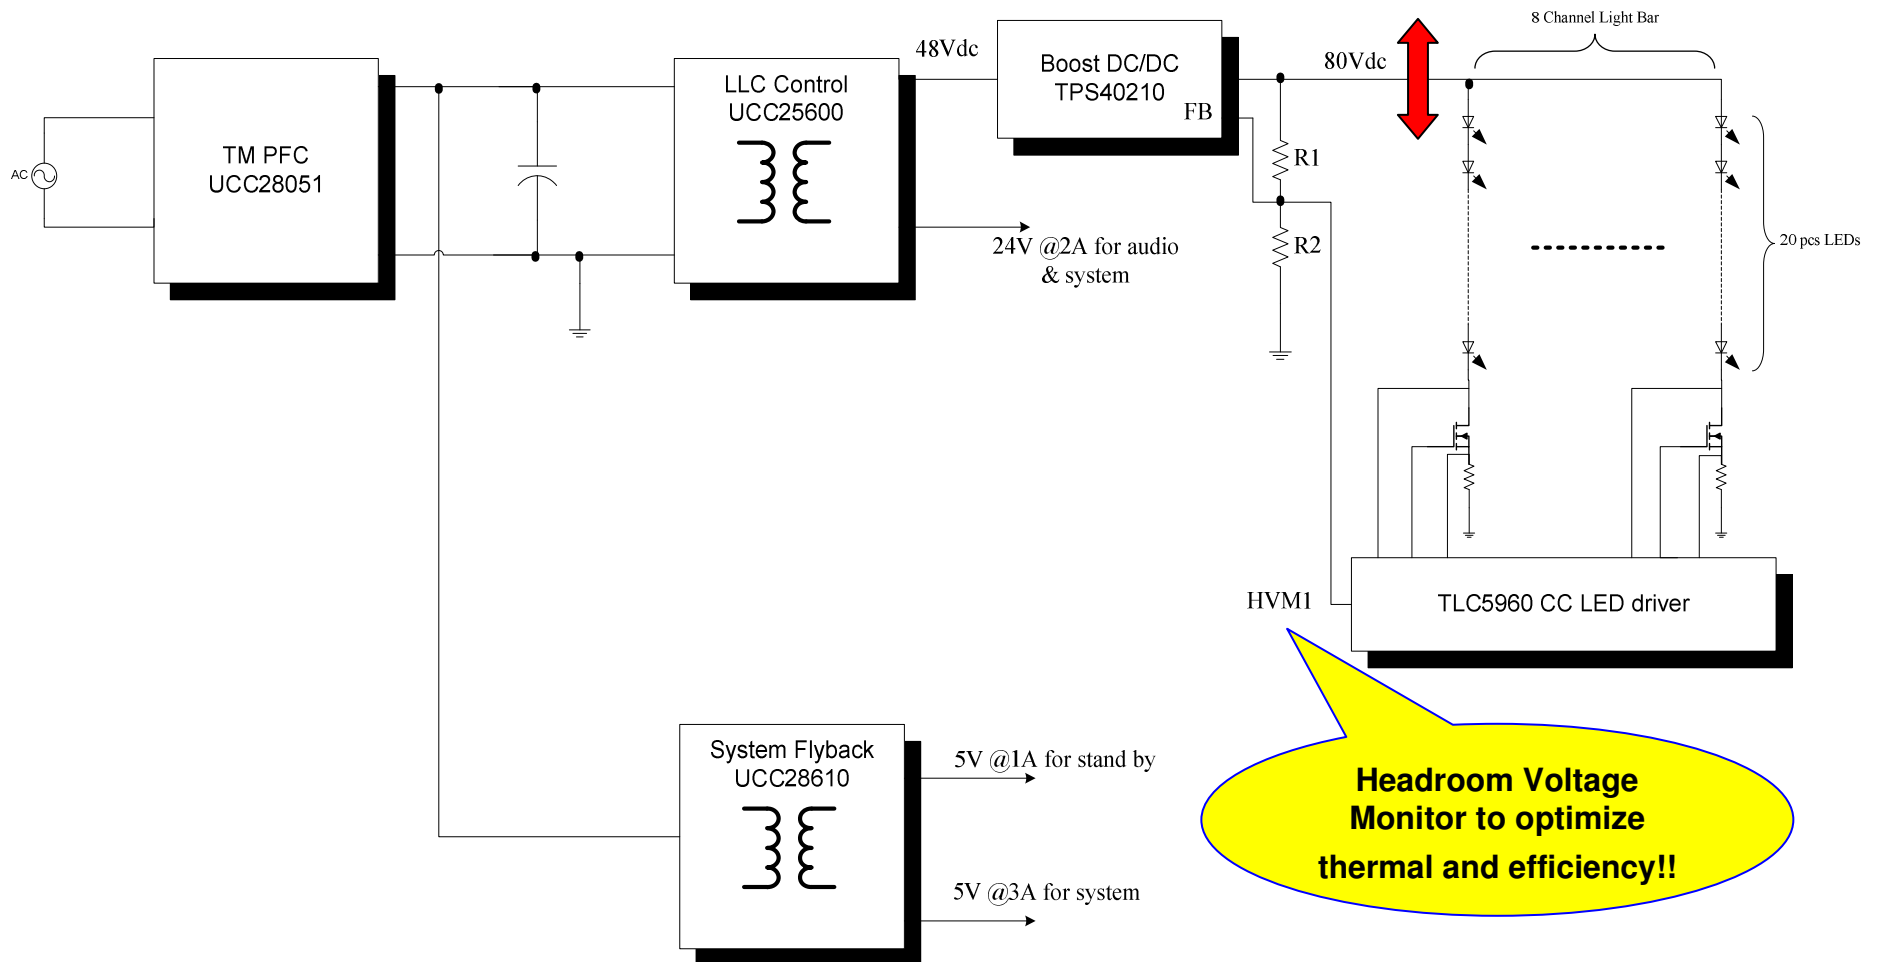 8 Channel Light Bar
48Vdc
Boost DC/DC
TPS40210
FB
80Vdc
LLC Control
UCC25600
TM PFC
UCC28051
AC
R1
R2
24V @2A for audio
& system
20 pcs LEDs
HVM1
TLC5960 CC LED driver
System Flyback
UCC28610
5V @1A for stand by
5V @3A for system
Headroom Voltage
Monitor to optimize
thermal and efficiency!!